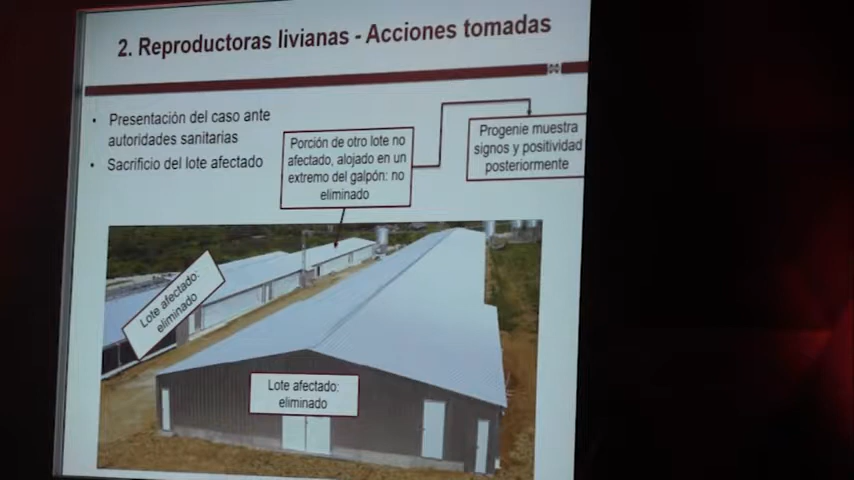 2. Reproductoras livianas - Acciones tomadas
• Presentación del caso ante
autoridades sanitarias
• Sacrificio del lote afectado
Porción de otro lote no
afectado, alojado en un
extremo del galpón: no
eliminado
Progenie muestra
signos y positividad
posteriormente
Lote afectado:
eliminado
Lote afectado:
eliminado